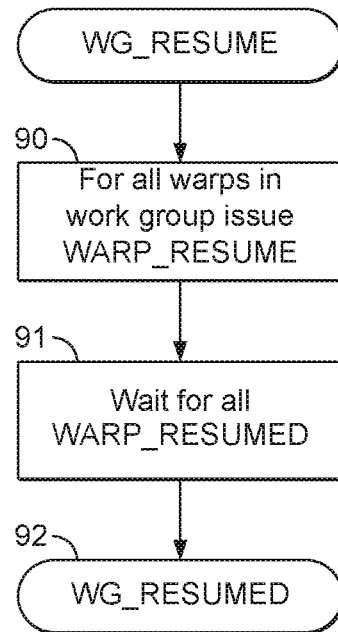 WG_RESUME
90
For all warps in
work group issue
WARP_RESUME
91
Wait for all
WARP_RESUMED
92
WG_RESUMED